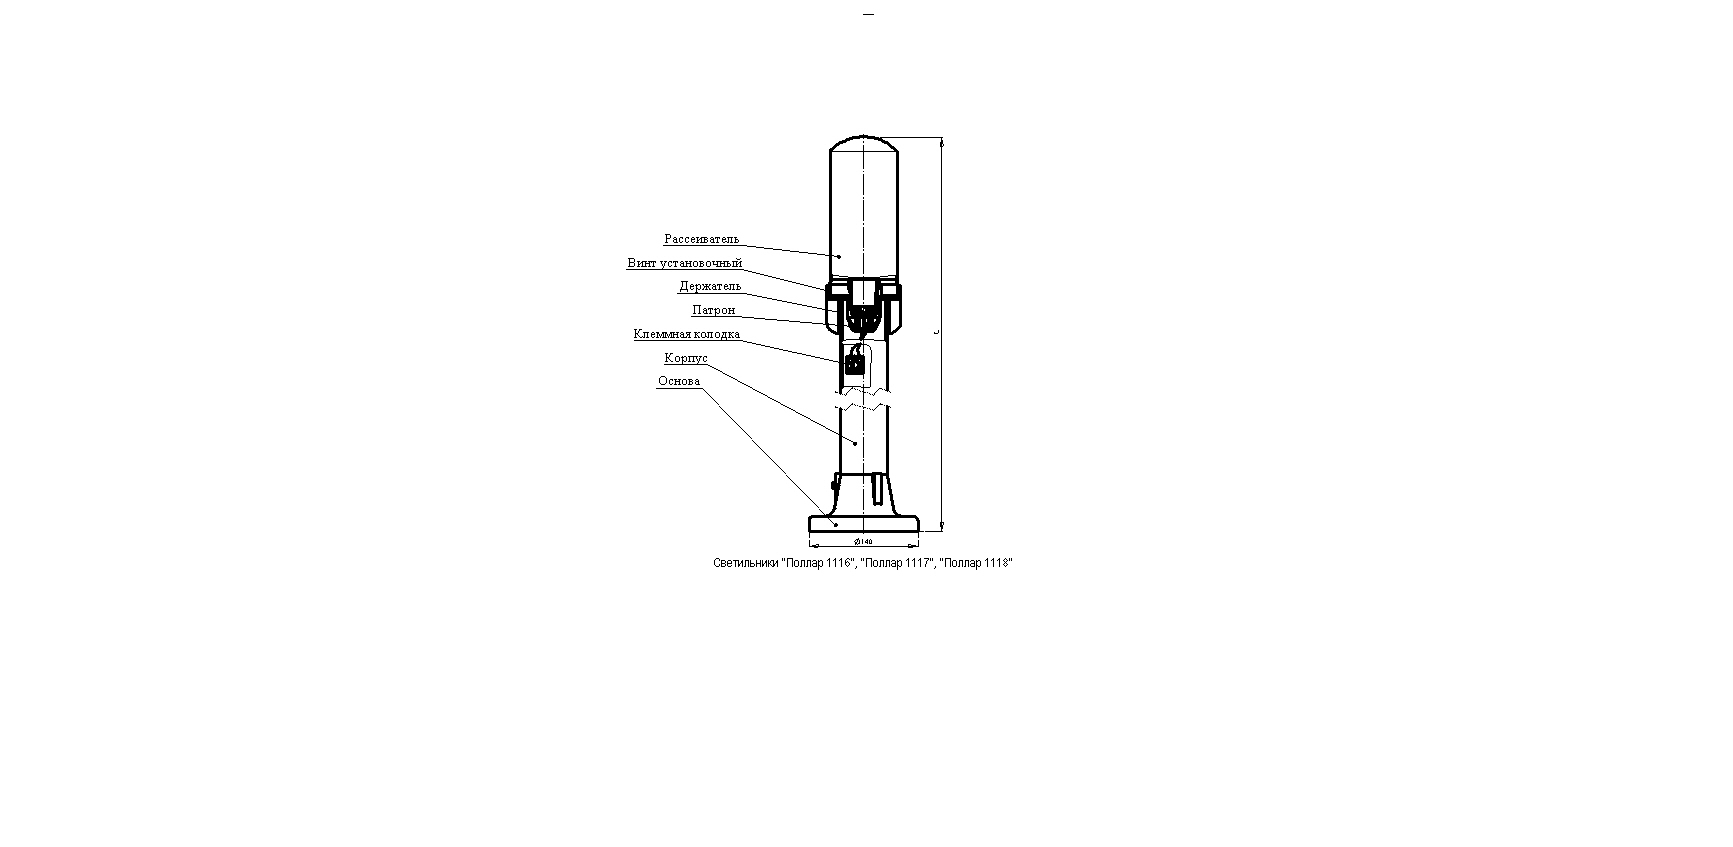 Рассеиватель
Винт установочный
Держатель
Патрон
Клеммная колодка
Корпус
Основа
Ø140
Светильники "Поллар 1116", "Поллар 1117", "Поллар 1118"